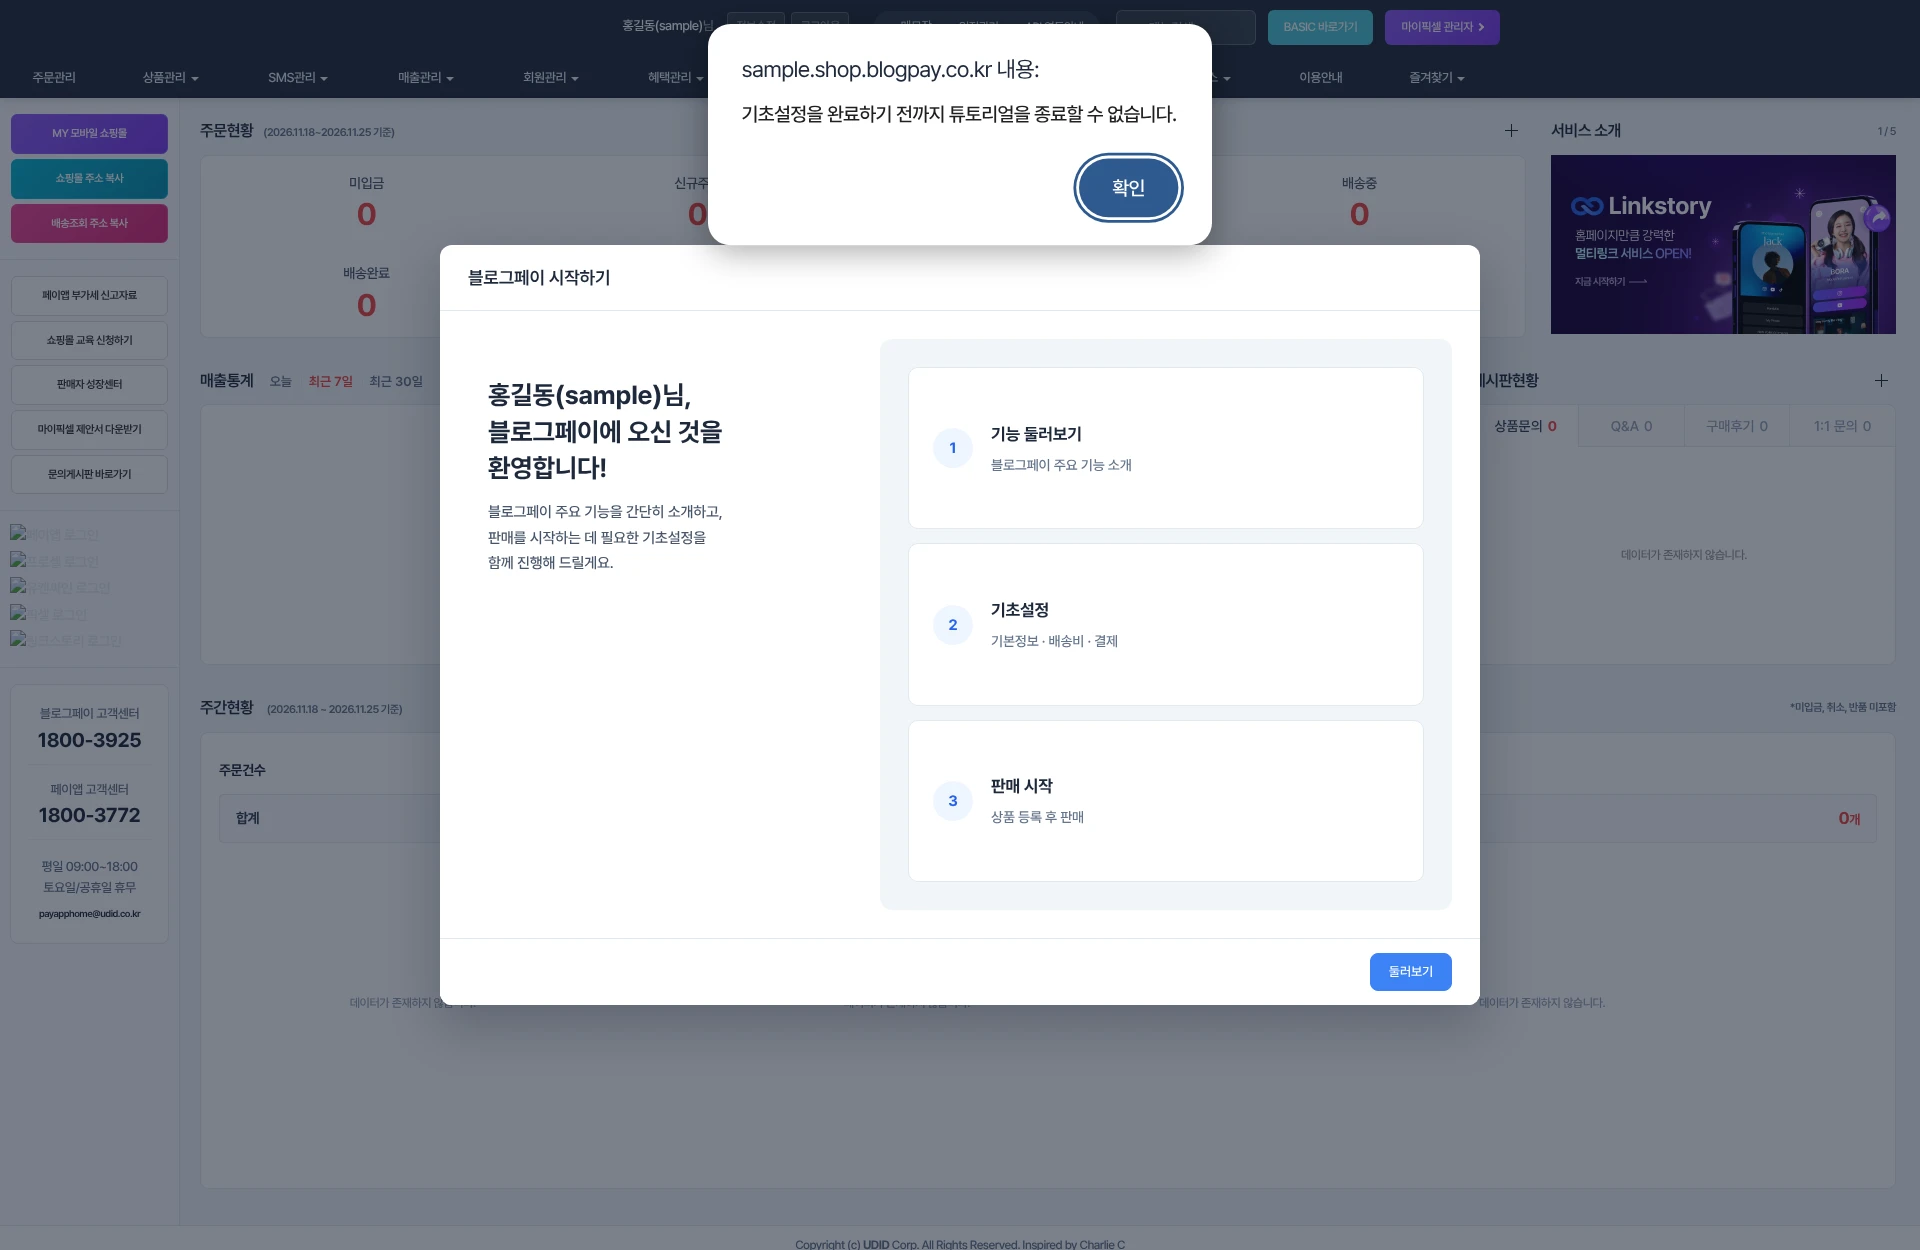 홍길동(sample)님
BASIC 바로가기
마이픽셀 관리자
주문관리
상품관리
SMS관리
매출관리
회원관리
혜택관리
이용안내
즐겨찾기
sample.shop.blogpay.co.kr 내용:
기초설정을 완료하기 전까지 튜토리얼을 종료할 수 없습니다.
확인
MY 모바일 쇼핑몰
쇼핑몰 주소 복사
배송조회 주소 복사
페이앱 부가세 신고자료
쇼핑몰 교육 신청하기
판매자 성장센터
마이픽셀 제안서 다운받기
문의게시판 바로가기
블로그페이 고객센터
1800-3925
페이앱 고객센터
1800-3772
평일 09:00~18:00
토요일/공휴일 휴무
payapphome@udid.co.kr
주문현황 (2026.11.18~2026.11.25 기준)
미입금
0
신규주
0
배송중
0
배송완료
0
서비스 소개
1 / 5
Linkstory
홈페이지만큼 강력한
멀티링크 서비스 OPEN!
지금 시작하기
Jack
BORA
매출통계 오늘 최근 7일 최근 30일
시판현황
상품문의 0
Q&A 0
구매후기 0
1:1 문의 0
데이터가 존재하지 않습니다.
블로그페이 시작하기
홍길동(sample)님,
블로그페이에 오신 것을
환영합니다!
블로그페이 주요 기능을 간단히 소개하고,
판매를 시작하는 데 필요한 기초설정을
함께 진행해 드릴게요.
1
기능 둘러보기
블로그페이 주요 기능 소개
2
기초설정
기본정보 · 배송비 · 결제
3
판매 시작
상품 등록 후 판매
둘러보기
주간현황 (2026.11.18 ~ 2026.11.25 기준)
*미입금, 취소, 반품 미포함
주문건수
합계
0개
데이터가 존재하지
데이터가 존재하지 않습니다.
Copyright (c) UDID Corp. All Rights Reserved. Inspired by Charlie C